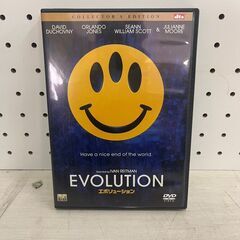 COLLECTOR'S EDITION
dts
DAVID DUCHOVNY
ORLANDO JONES
SEANN WILLIAM SCOTT
& JULIANNE MOORE
Have a nice end of the world.
IVAN REITMAN
EVOLUTION
エボリューション
DVD